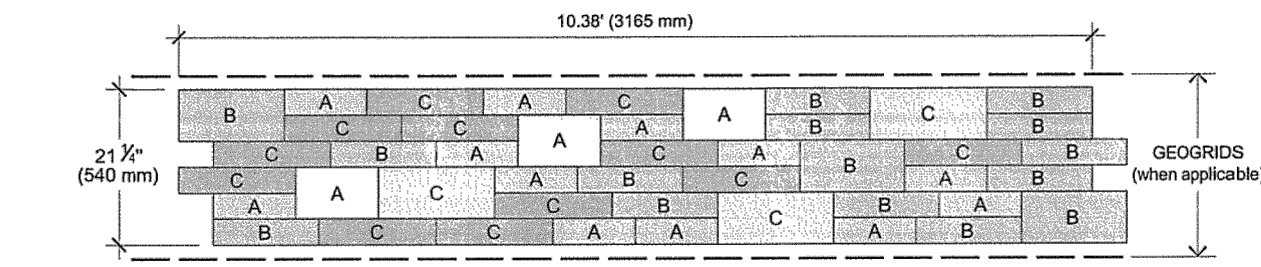 10.38' (3165 mm)
A C A C B B
B A C
C C A B B
A
C B A C A C B
21 ¼"
(540 mm)
GEOGRIDS
(when applicable)
B
C A B C A B
A C
A C B B A
C B
B C C A A A B